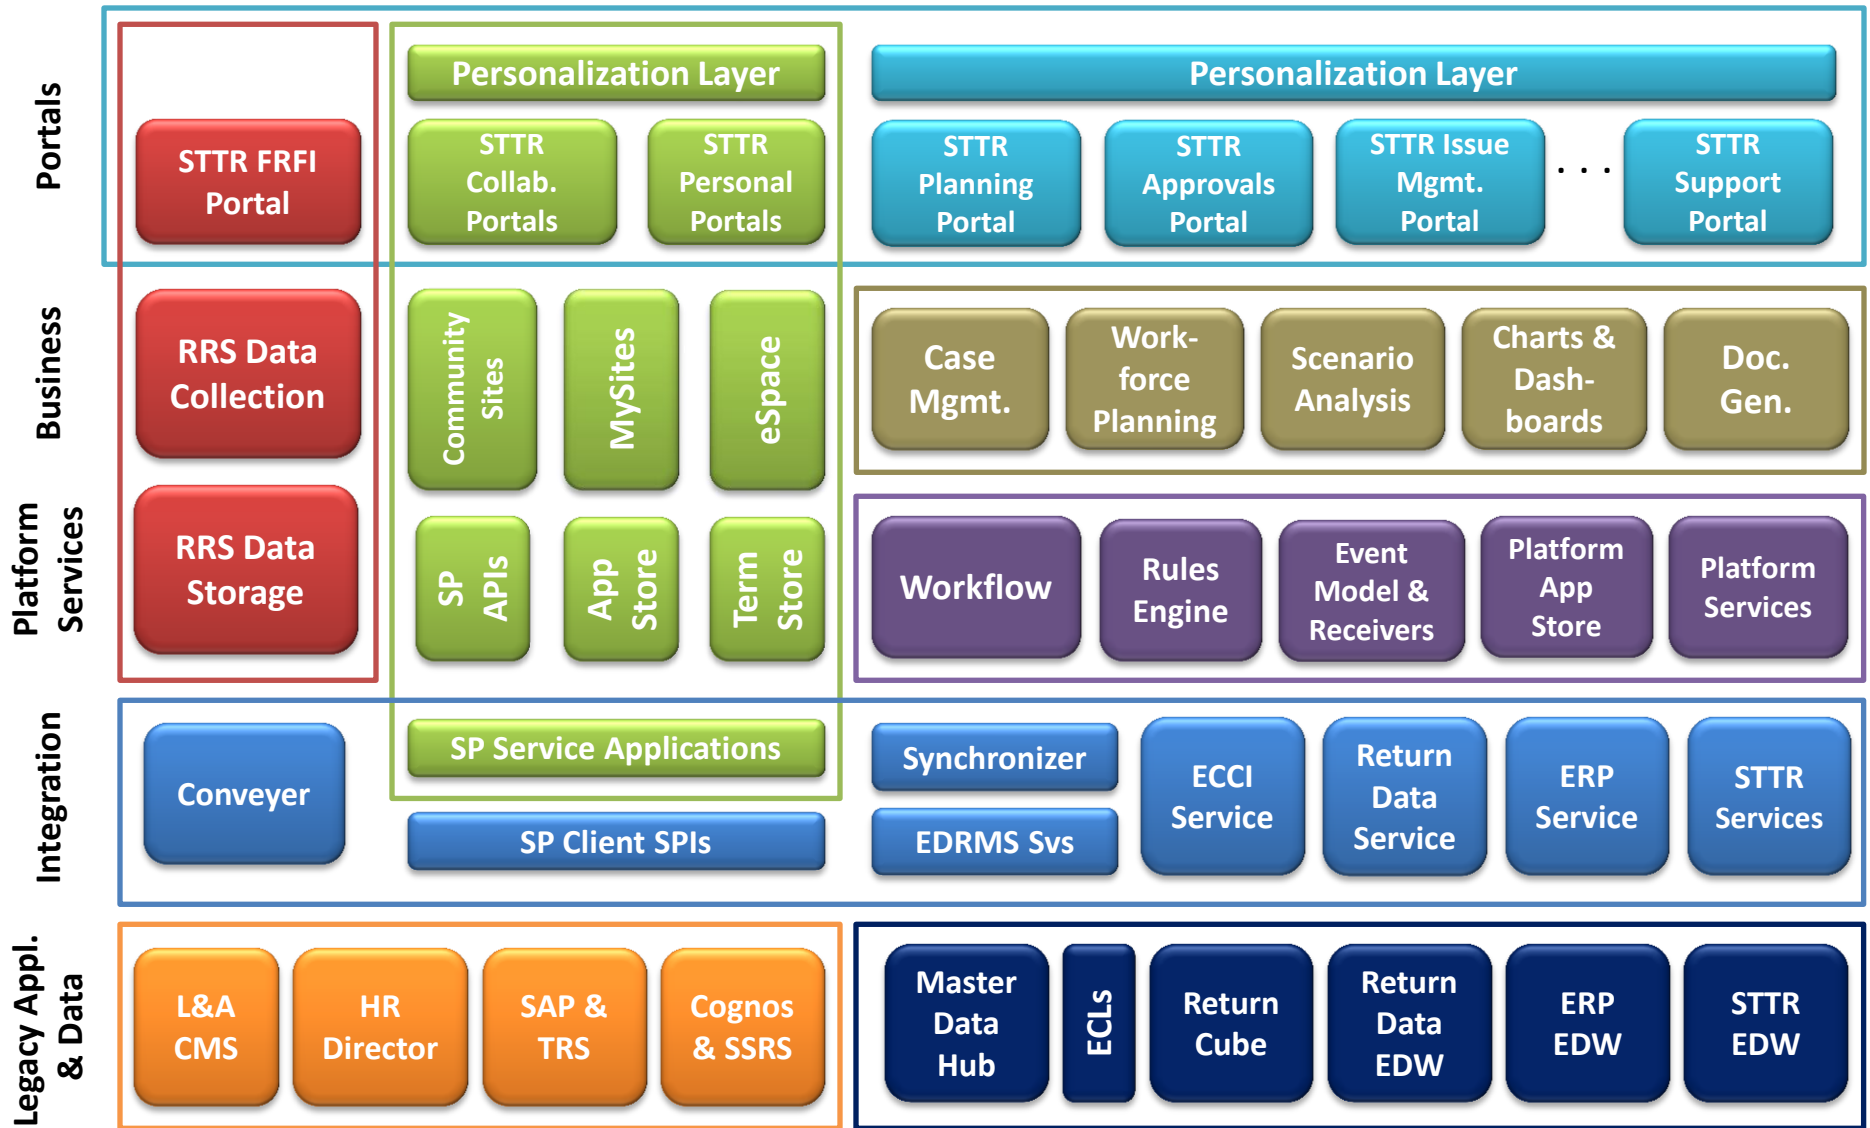 Portals
Personalization Layer
Personalization Layer
STTR FRFI
Portal
STTR
Collab.
Portals
STTR
Personal
Portals
STTR
Planning
Portal
STTR
Approvals
Portal
STTR Issue
Mgmt.
Portal
. . .
STTR
Support
Portal
Business
RRS Data
Collection
Community
Sites
MySites
eSpace
Case
Mgmt.
Work-
force
Planning
Scenario
Analysis
Charts &
Dash-
boards
Doc.
Gen.
Platform
Services
RRS Data
Storage
SP
APIs
App
Store
Term
Store
Workflow
Rules
Engine
Event
Model &
Receivers
Platform
App
Store
Platform
Services
Integration
Conveyer
SP Service Applications
SP Client SPIs
Synchronizer
EDRMS Svs
ECCI
Service
Return
Data
Service
ERP
Service
STTR
Services
Legacy Appl.
& Data
L&A
CMS
HR
Director
SAP &
TRS
Cognos
& SSRS
Master
Data
Hub
ECLs
Return
Cube
Return
Data
EDW
ERP
EDW
STTR
EDW